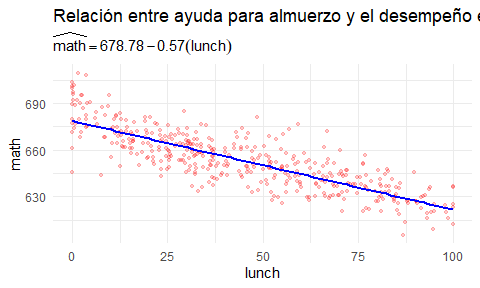 Relación entre ayuda para almuerzo y el desempeño e
math = 678.78 − 0.57(lunch)
690
660
630
math
0 25 50 75 100
lunch